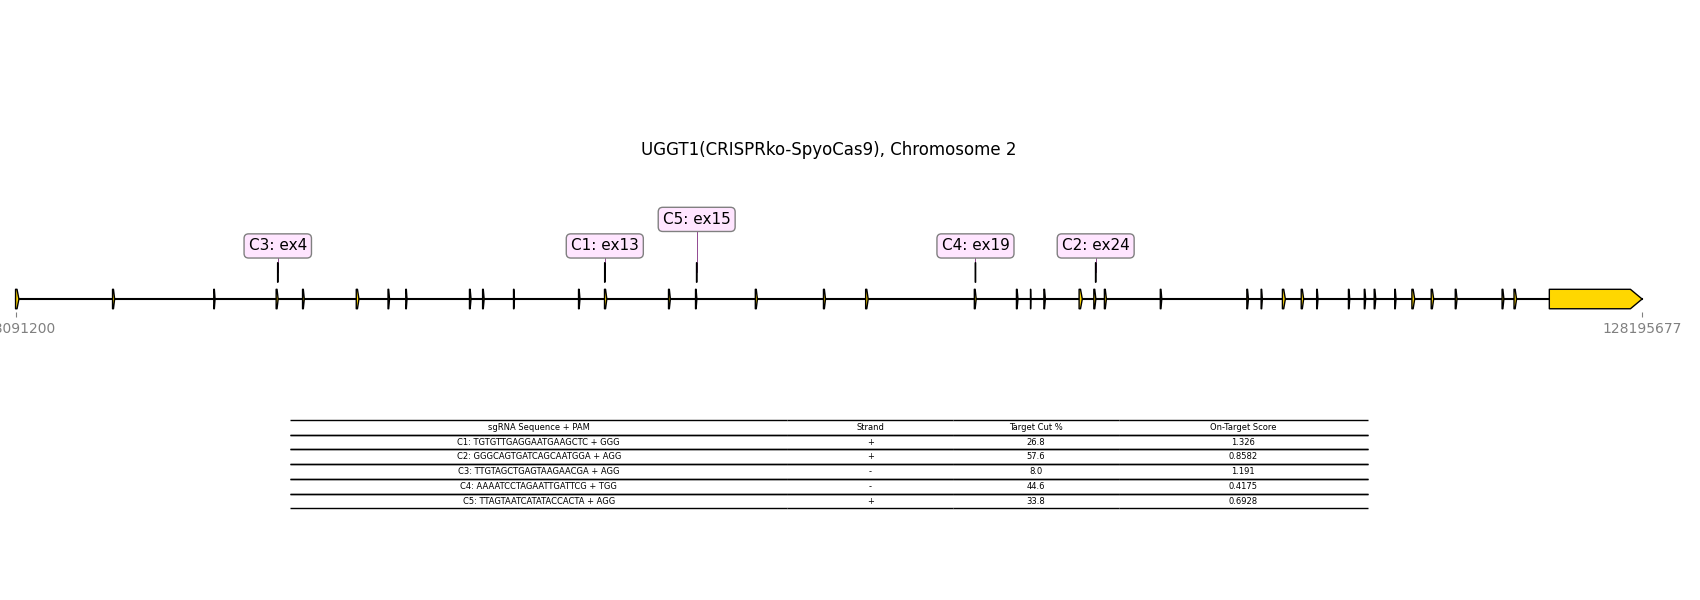 UGGT1(CRISPRko-SpyoCas9), Chromosome 2
C5: ex15
C3: ex4 C1: ex13 C4: ex19 C2: ex24
091200 128195677
sgRNA Sequence + PAM Strand Target Cut % On-Target Score
C1: TGTGTTGAGGAATGAAGCTC + GGG + 26.8 1.326
C2: GGGCAGTGATCAGCAATGGA + AGG + 57.6 0.8582
C3: TTGTAGCTGAGTAAGAACGA + AGG - 8.0 1.191
C4: AAAATCCTAGAATTGATTCG + TGG - 44.6 0.4175
C5: TTAGTAATCATATACCACTA + AGG + 33.8 0.6928